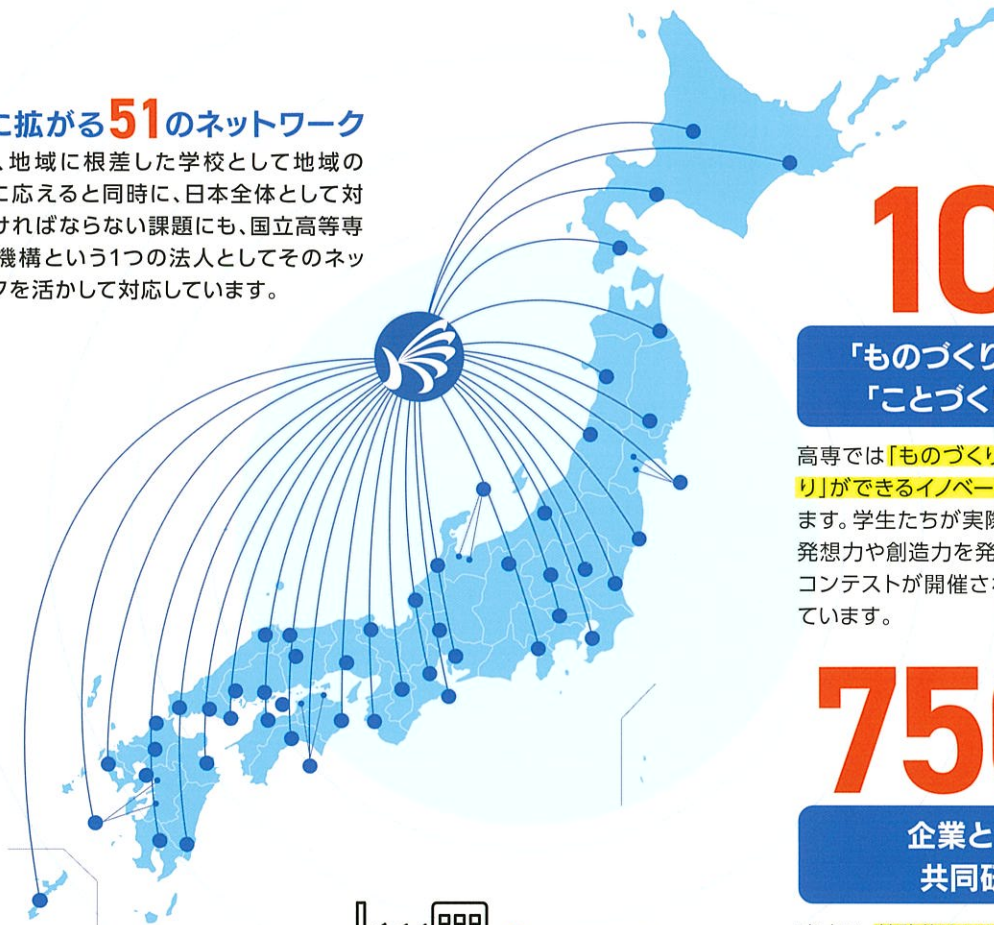 に拡がる51のネットワーク
、地域に根差した学校として地域の
に応えると同時に、日本全体として対
ければならない課題にも、国立高等専
機構という1つの法人としてそのネッ
クを活かして対応しています。
10
「ものづくり
「ことづく
高専では「ものづくり
り」ができるイノベー
ます。学生たちが実際
発想力や創造力を発
コンテストが開催さ
ています。
750
企業と
共同研